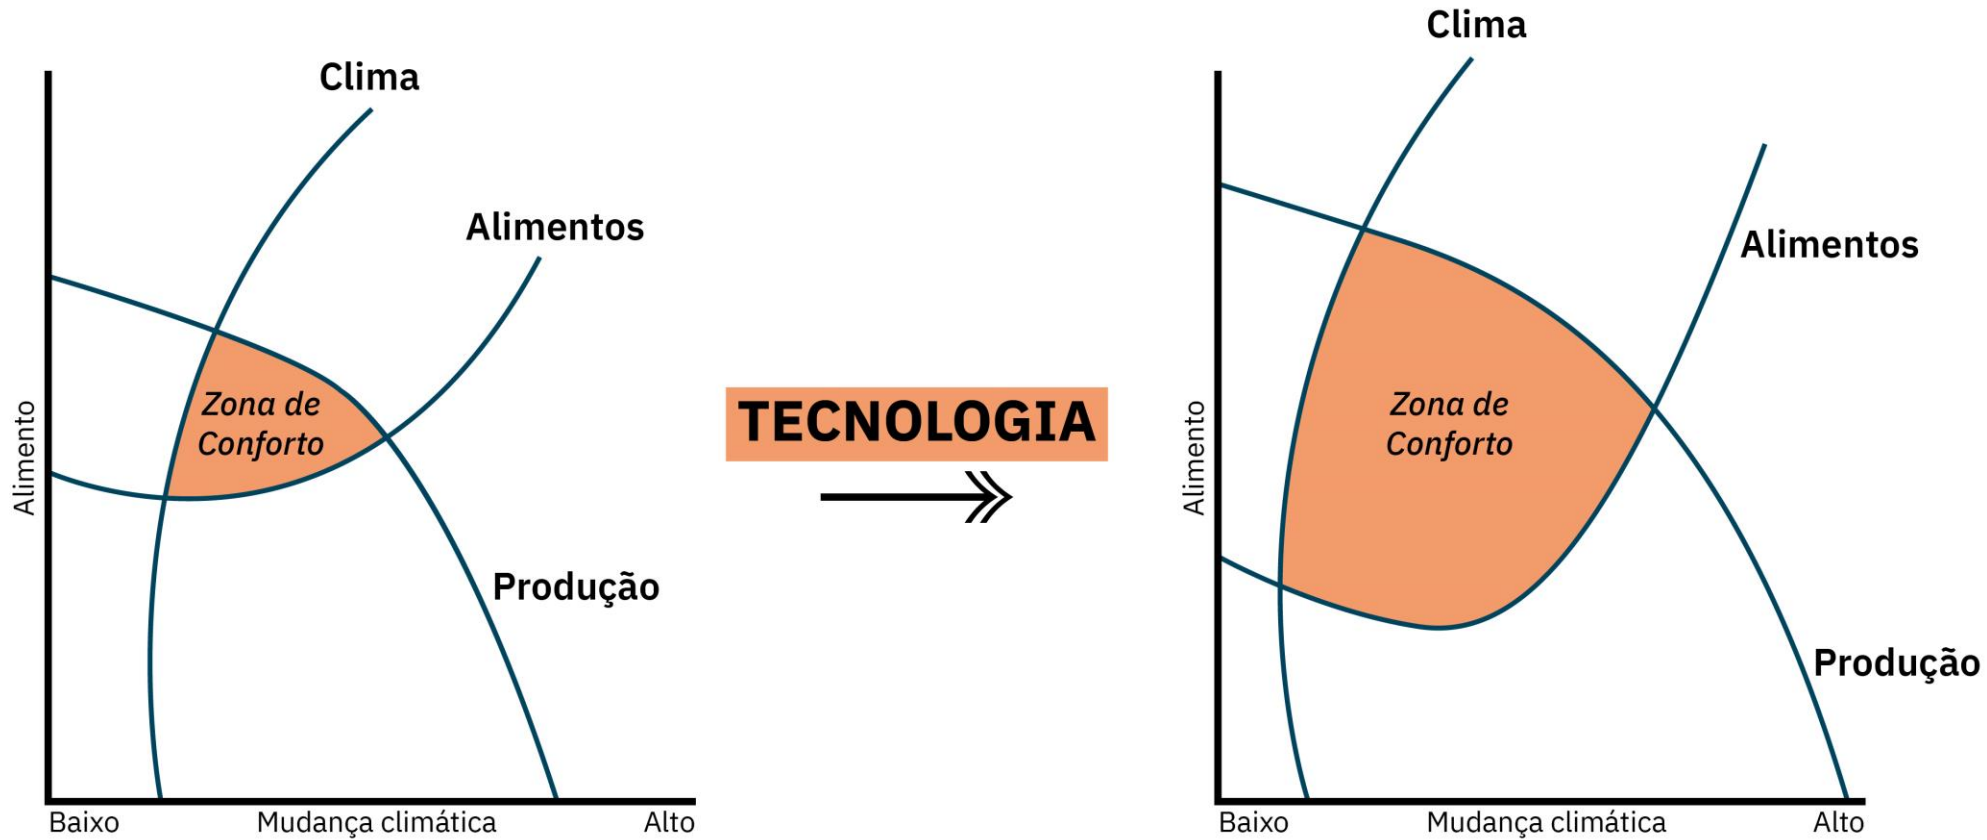 Clima
Alimentos
Zona de
Conforto
Produção
Alimento
Baixo
Mudança climática
Alto
TECNOLOGIA
Clima
Alimentos
Zona de
Conforto
Produção
Alimento
Baixo
Mudança climática
Alto